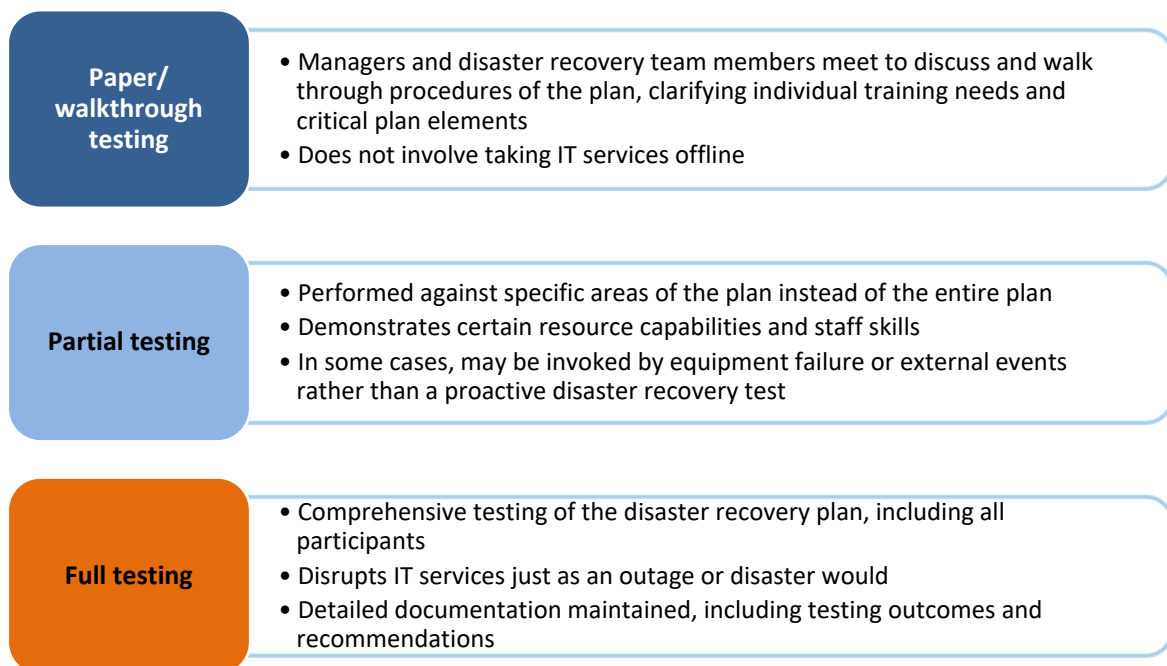 Paper/
walkthrough
testing
• Managers and disaster recovery team members meet to discuss and walk
through procedures of the plan, clarifying individual training needs and
critical plan elements
• Does not involve taking IT services offline
Partial testing
• Performed against specific areas of the plan instead of the entire plan
• Demonstrates certain resource capabilities and staff skills
• In some cases, may be invoked by equipment failure or external events
rather than a proactive disaster recovery test
Full testing
• Comprehensive testing of the disaster recovery plan, including all
participants
• Disrupts IT services just as an outage or disaster would
• Detailed documentation maintained, including testing outcomes and
recommendations